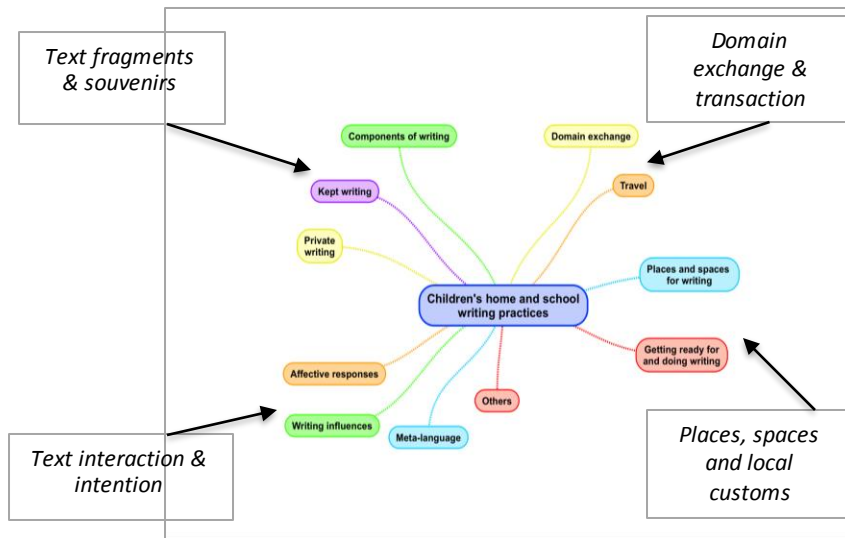 Text fragments
& souvenirs
Domain
exchange &
transaction
Components of writing
Domain exchange
Kept writing
Travel
Private
writing
Places and spaces
for writing
Children's home and school
writing practices
Getting ready for
and doing writing
Affective responses
Others
Writing influences
Meta-language
Text interaction &
intention
Places, spaces
and local
customs